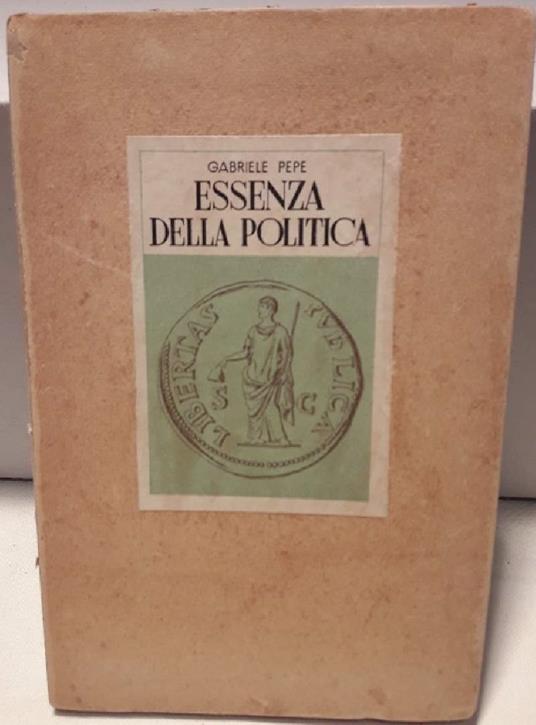 GABRIELE PEPE
ESSENZA
DELLA POLITICA
LIBERTAS PVBLICA
S C